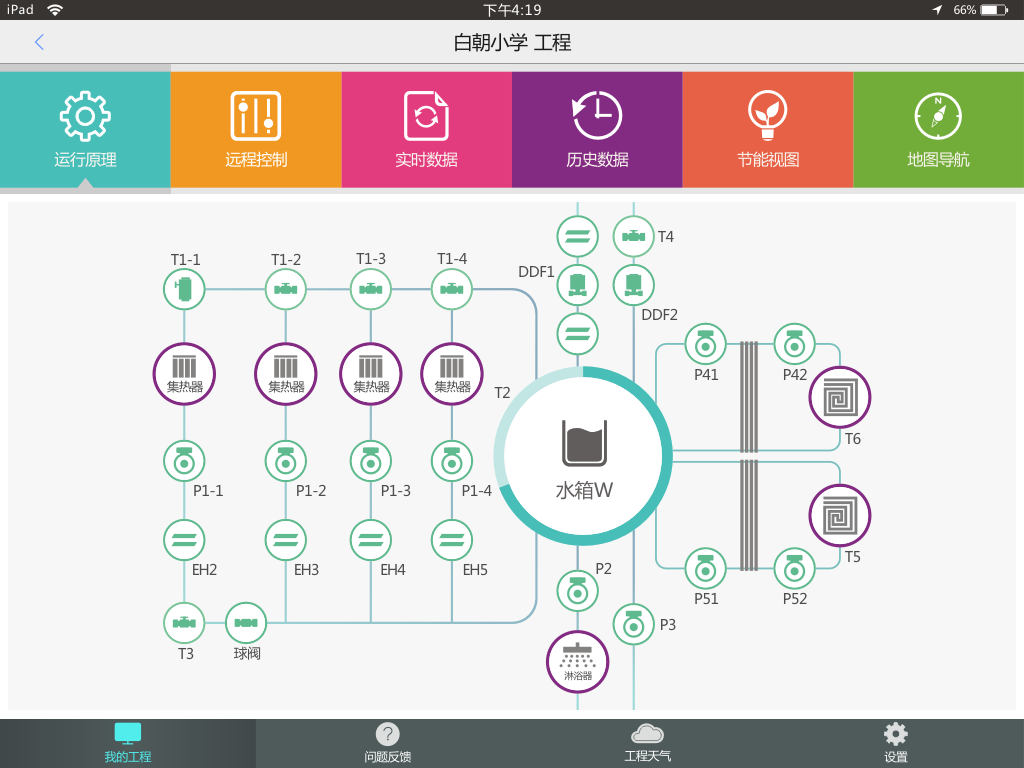 iPad 下午4:19 66%
白朝小学 工程
运行原理 远程控制 实时数据 历史数据 节能视图 地图导航
N
T4
T1-1 T1-2 T1-3 T1-4
DDF1
DDF2
集热器 集热器 集热器 集热器
P41 P42
T2
T6
水箱W
P1-1 P1-2 P1-3 P1-4
T5
EH2 EH3 EH4 EH5
P2
P51 P52
P3
T3 球阀
淋浴器
我的工程 ? 问题反馈 工程天气 设置